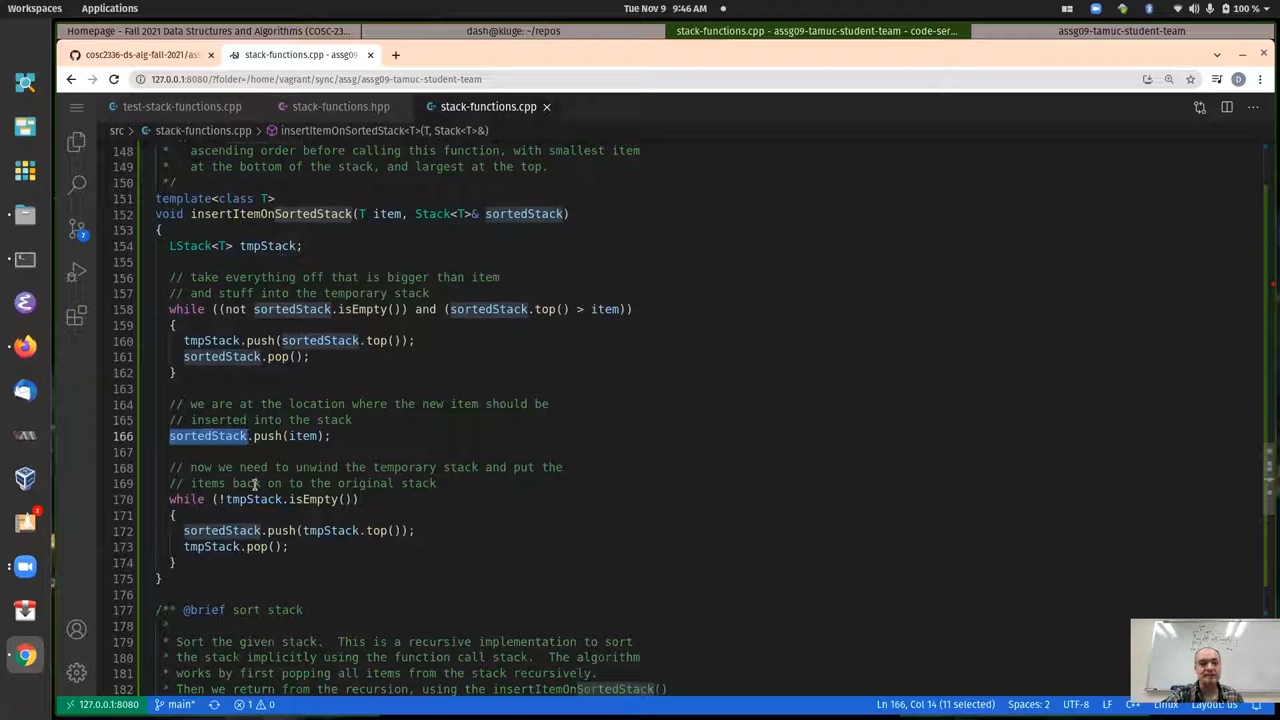 Workspaces Applications Tue Nov 9 9:46 AM 100 %
Homepage - Fall 2021 Data Structures and Algorithms (COSC-23... dash@kluge: ~/repos stack-functions.cpp - assg09-tamuc-student-team - code-ser... assg09-tamuc-student-team
cosc2336-ds-alg-fall-2021/as stack-functions.cpp - assg09
127.0.0.1:8080/?folder=/home/vagrant/sync/assg/assg09-tamuc-student-team
test-stack-functions.cpp stack-functions.hpp stack-functions.cpp
src > stack-functions.cpp > insertItemOnSortedStack<T>(T, Stack<T>&)
148 * ascending order before calling this function, with smallest item
149 * at the bottom of the stack, and largest at the top.
150 */
151 template<class T>
152 void insertItemOnSortedStack(T item, Stack<T>& sortedStack)
153 {
154 LStack<T> tmpStack;
155
156 // take everything off that is bigger than item
157 // and stuff into the temporary stack
158 while ((not sortedStack.isEmpty()) and (sortedStack.top() > item))
159 {
160 tmpStack.push(sortedStack.top());
161 sortedStack.pop();
162 }
163
164 // we are at the location where the new item should be
165 // inserted into the stack
166 sortedStack.push(item);
167
168 // now we need to unwind the temporary stack and put the
169 // items back on to the original stack
170 while (!tmpStack.isEmpty())
171 {
172 sortedStack.push(tmpStack.top());
173 tmpStack.pop();
174 }
175 }
176
177 /** @brief sort stack
178 *
179 * Sort the given stack. This is a recursive implementation to sort
180 * the stack implicitly using the function call stack. The algorithm
181 * works by first popping all items from the stack recursively.
182 * Then we return from the recursion, using the insertItemOnSortedStack()
7
2
127.0.0.1:8080 main* 1 0 Ln 166, Col 14 (11 selected) Spaces: 2 UTF-8 LF C++ Linux Layout: us